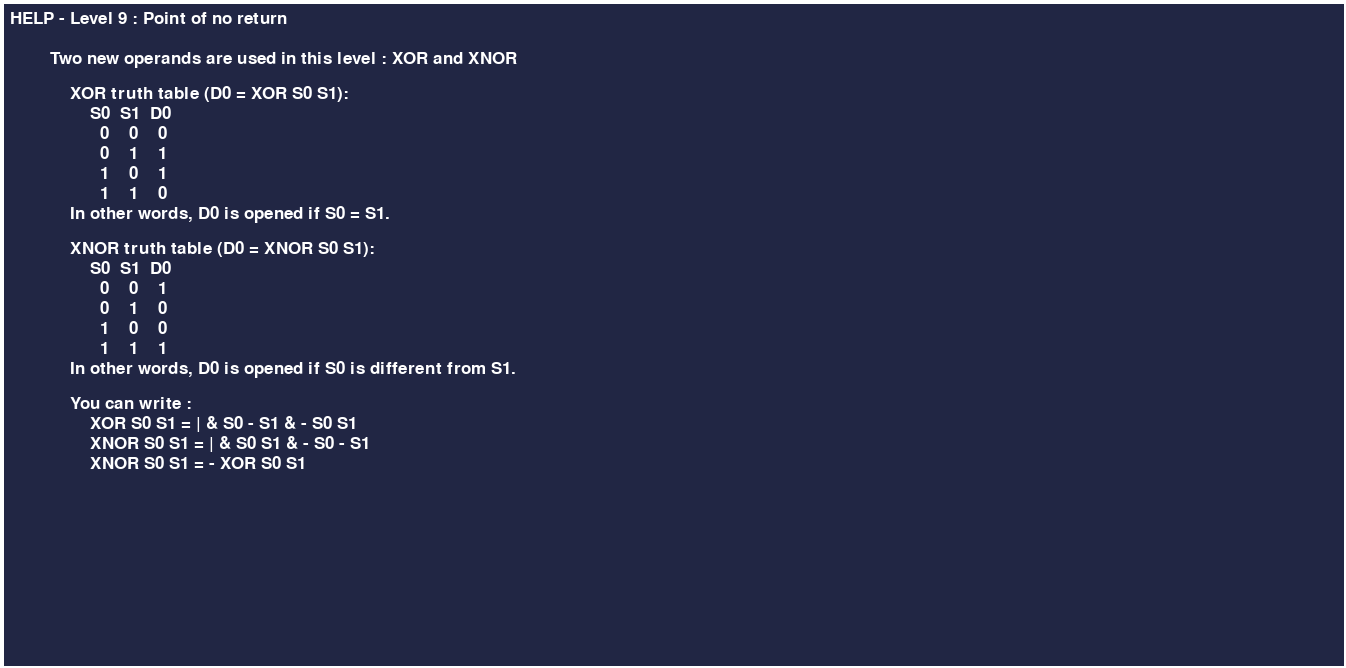 HELP - Level 9 : Point of no return
Two new operands are used in this level : XOR and XNOR
XOR truth table (D0 = XOR S0 S1):
S0 S1 D0
0 0 0
0 1 1
1 0 1
1 1 0
In other words, D0 is opened if S0 = S1.
XNOR truth table (D0 = XNOR S0 S1):
S0 S1 D0
0 0 1
0 1 0
1 0 0
1 1 1
In other words, D0 is opened if S0 is different from S1.
You can write :
XOR S0 S1 = | & S0 - S1 & - S0 S1
XNOR S0 S1 = | & S0 S1 & - S0 - S1
XNOR S0 S1 = - XOR S0 S1